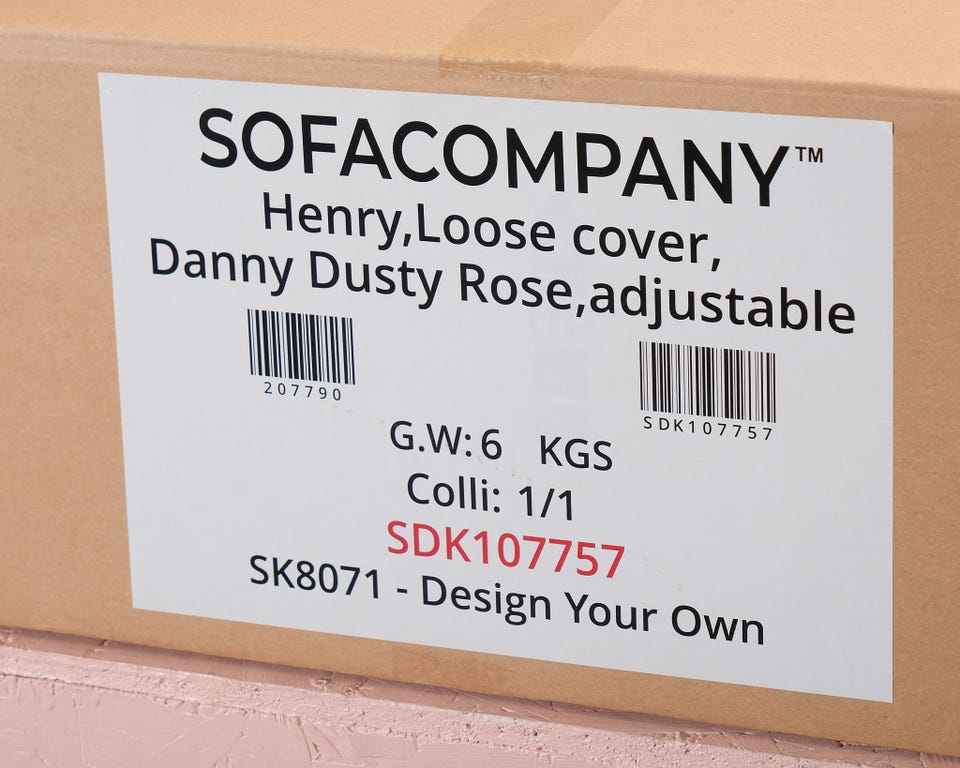 SOFACOMPANY™
Henry,Loose cover,
Danny Dusty Rose,adjustable
207790
SDK107757
G.W: 6 KGS
Colli: 1/1
SDK107757
SK8071 - Design Your Own